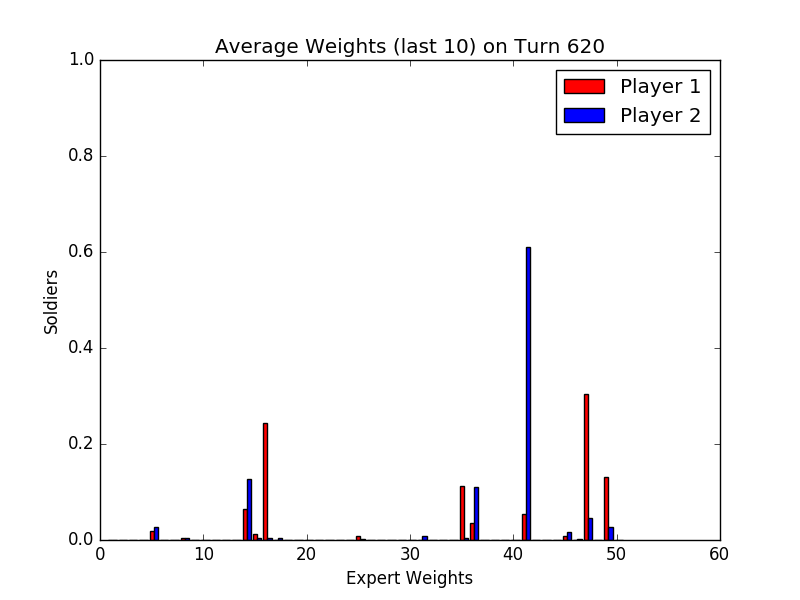 Average Weights (last 10) on Turn 620
Player 1
Player 2
1.0
0.8
0.6
0.4
0.2
0.0
Soldiers
0 10 20 30 40 50 60
Expert Weights